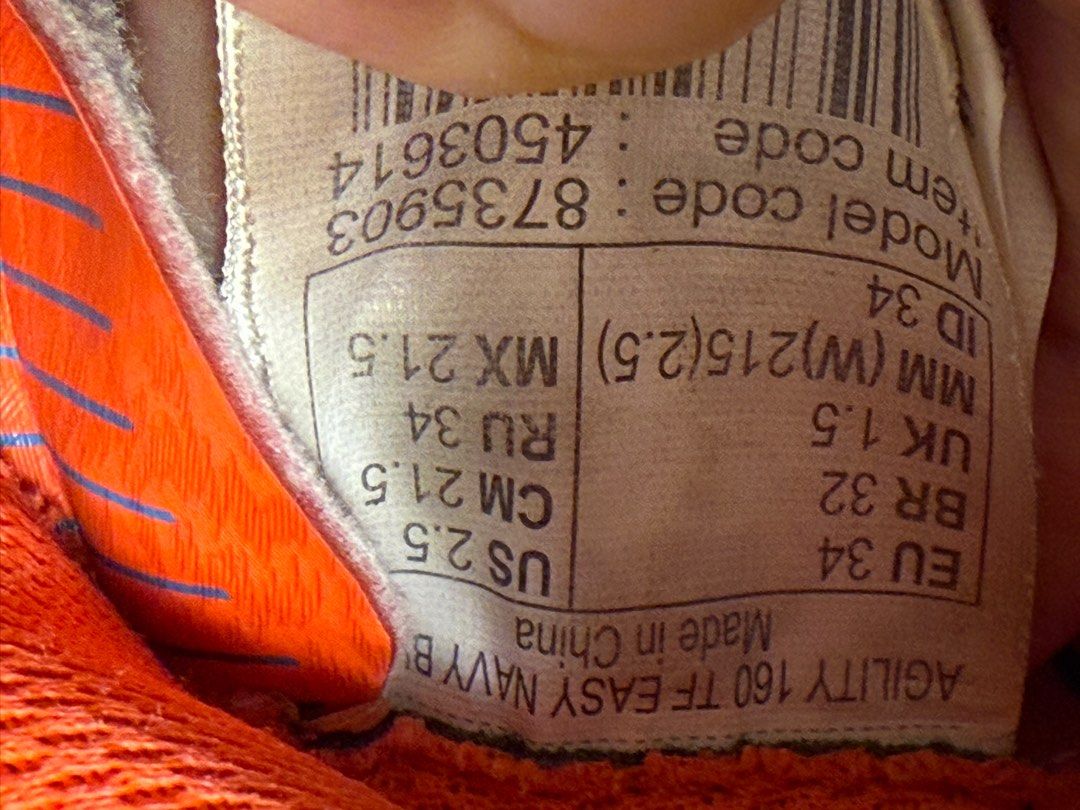 AGILITY 160 TF EASY NAVY
Made in China
EU 34 US 2.5
BR 32 CM 21.5
UK 1.5 RU 34
MM (W)215(2.5) MX 21.5
ID 34
Model code : 8735903
Item code : 4503614